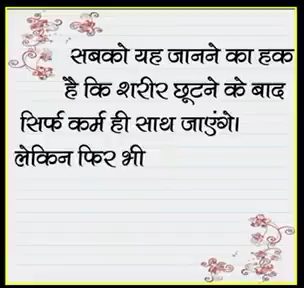 सबको यह जानने का हक
है कि शरीर छूटने के बाद
सिर्फ कर्म ही साथ जाएंगे।
लेकिन फिर भी